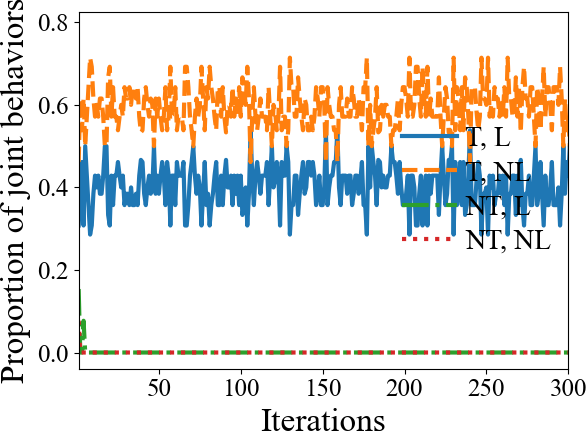 Proportion of joint behaviors
0.8
0.6
0.4
0.2
0.0
T, L
T, NL
NT, L
NT, NL
50
100
150
200
250
300
Iterations